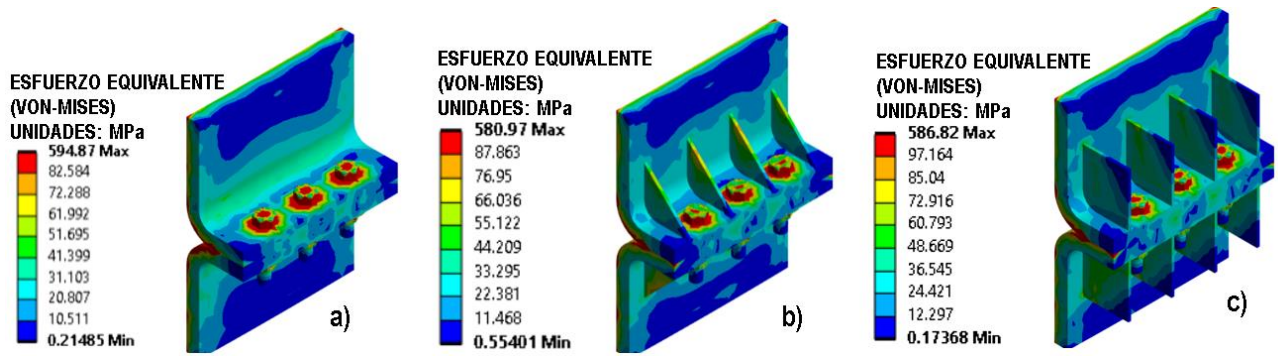 ESFUERZO EQUIVALENTE
(VON-MISES)
UNIDADES: MPa
594.87 Max
82.584
72.288
61.992
51.695
41.399
31.103
20.807
10.511
0.21485 Min
a)
ESFUERZO EQUIVALENTE
(VON-MISES)
UNIDADES: MPa
580.97 Max
87.863
76.95
66.036
55.122
44.209
33.295
22.381
11.468
0.55401 Min
b)
ESFUERZO EQUIVALENTE
(VON-MISES)
UNIDADES: MPa
586.82 Max
97.164
85.04
72.916
60.793
48.669
36.545
24.421
12.297
0.17368 Min
c)